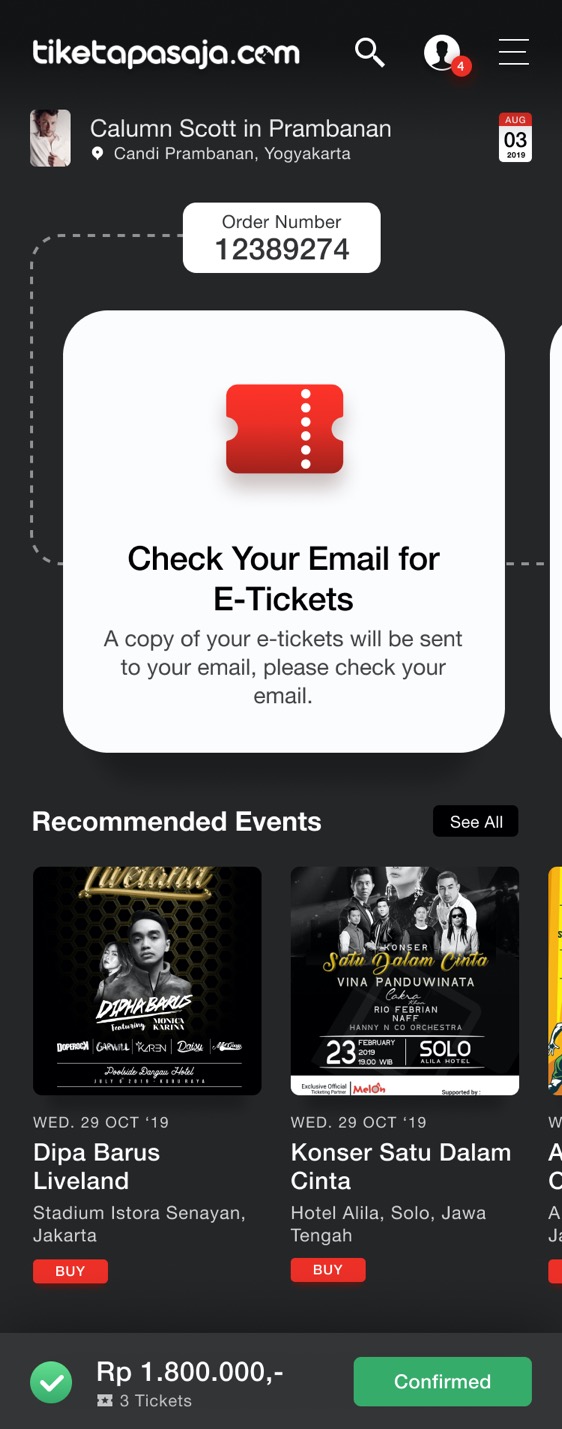 tiketapasaja.com
4
Calumn Scott in Prambanan
Candi Prambanan, Yogyakarta
AUG
03
2019
Order Number
12389274
Check Your Email for
E-Tickets
A copy of your e-tickets will be sent
to your email, please check your
email.
Recommended Events
See All
Liveland
DIPHA BARUS
Featuring MONICA KARINA
KONSER
Satu Dalam Cinta
VINA PANDUWINATA
Cakra Khan
RIO FEBRIAN
NAFF
HANNY N CO ORCHESTRA
23 FEBRUARY 2019 19.00 WIB
SOLO
ALILA HOTEL
Exclusive Official Ticketing Partner
MelOn
Supported by :
WED. 29 OCT ‘19
Dipa Barus
Liveland
Stadium Istora Senayan,
Jakarta
BUY
WED. 29 OCT ‘19
Konser Satu Dalam
Cinta
Hotel Alila, Solo, Jawa
Tengah
BUY
Rp 1.800.000,-
3 Tickets
Confirmed